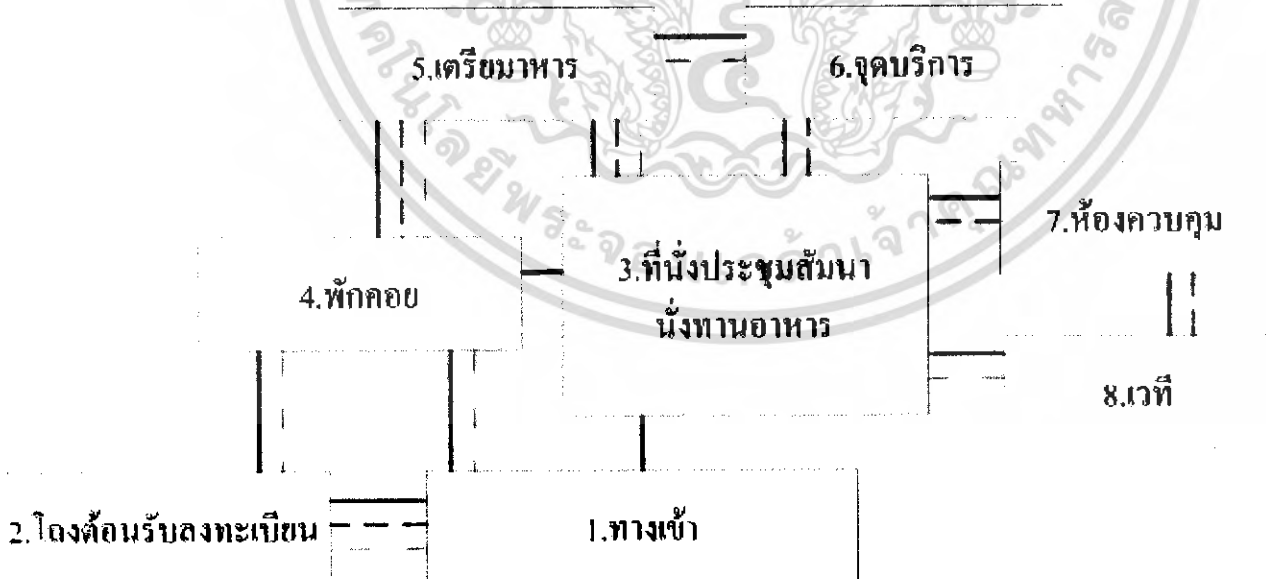 5.เตรียมาหาร
6.จุดบริการ
7.ห้องควบคุม
3.ที่นั่งประชุมสัมนา
นั่งทานอาหาร
4.พักคอย
8.เวที
2.โถงต้อนรับลงทะเบียน
1.ทางเข้า